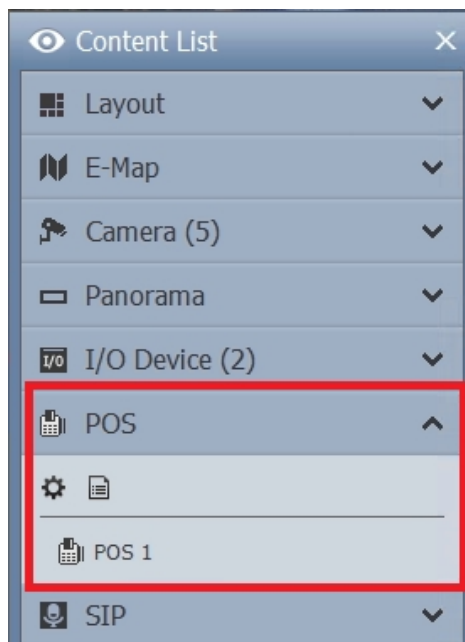 Content List
Layout
E-Map
Camera (5)
Panorama
I/O I/O Device (2)
POS
POS 1
SIP